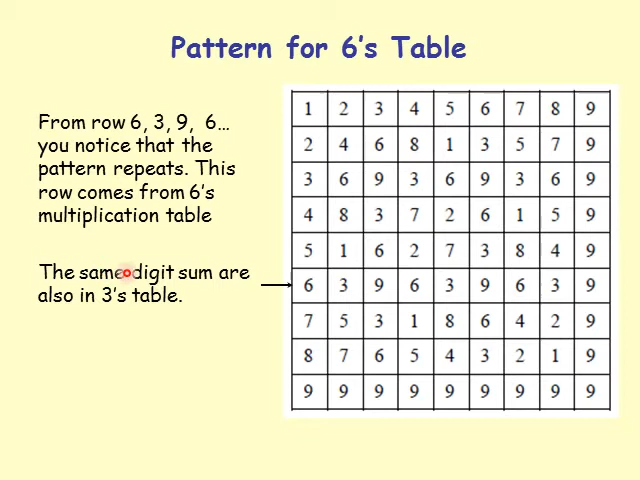 Pattern for 6's Table
From row 6, 3, 9, 6…
you notice that the
pattern repeats. This
row comes from 6's
multiplication table
The same digit sum are
also in 3's table.
1 2 3 4 5 6 7 8 9
2 4 6 8 1 3 5 7 9
3 6 9 3 6 9 3 6 9
4 8 3 7 2 6 1 5 9
5 1 6 2 7 3 8 4 9
6 3 9 6 3 9 6 3 9
7 5 3 1 8 6 4 2 9
8 7 6 5 4 3 2 1 9
9 9 9 9 9 9 9 9 9